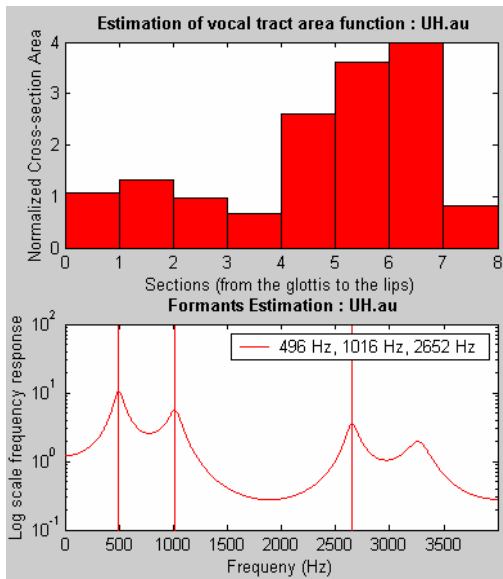 Estimation of vocal tract area function : UH.au
Normalized Cross-section Area
4
3
2
1
0
0 1 2 3 4 5 6 7 8
Sections (from the glottis to the lips)
Formants Estimation : UH.au
Log scale frequency response
10^2
10^1
10^0
10^-1
496 Hz, 1016 Hz, 2652 Hz
0 500 1000 1500 2000 2500 3000 3500
Frequeny (Hz)